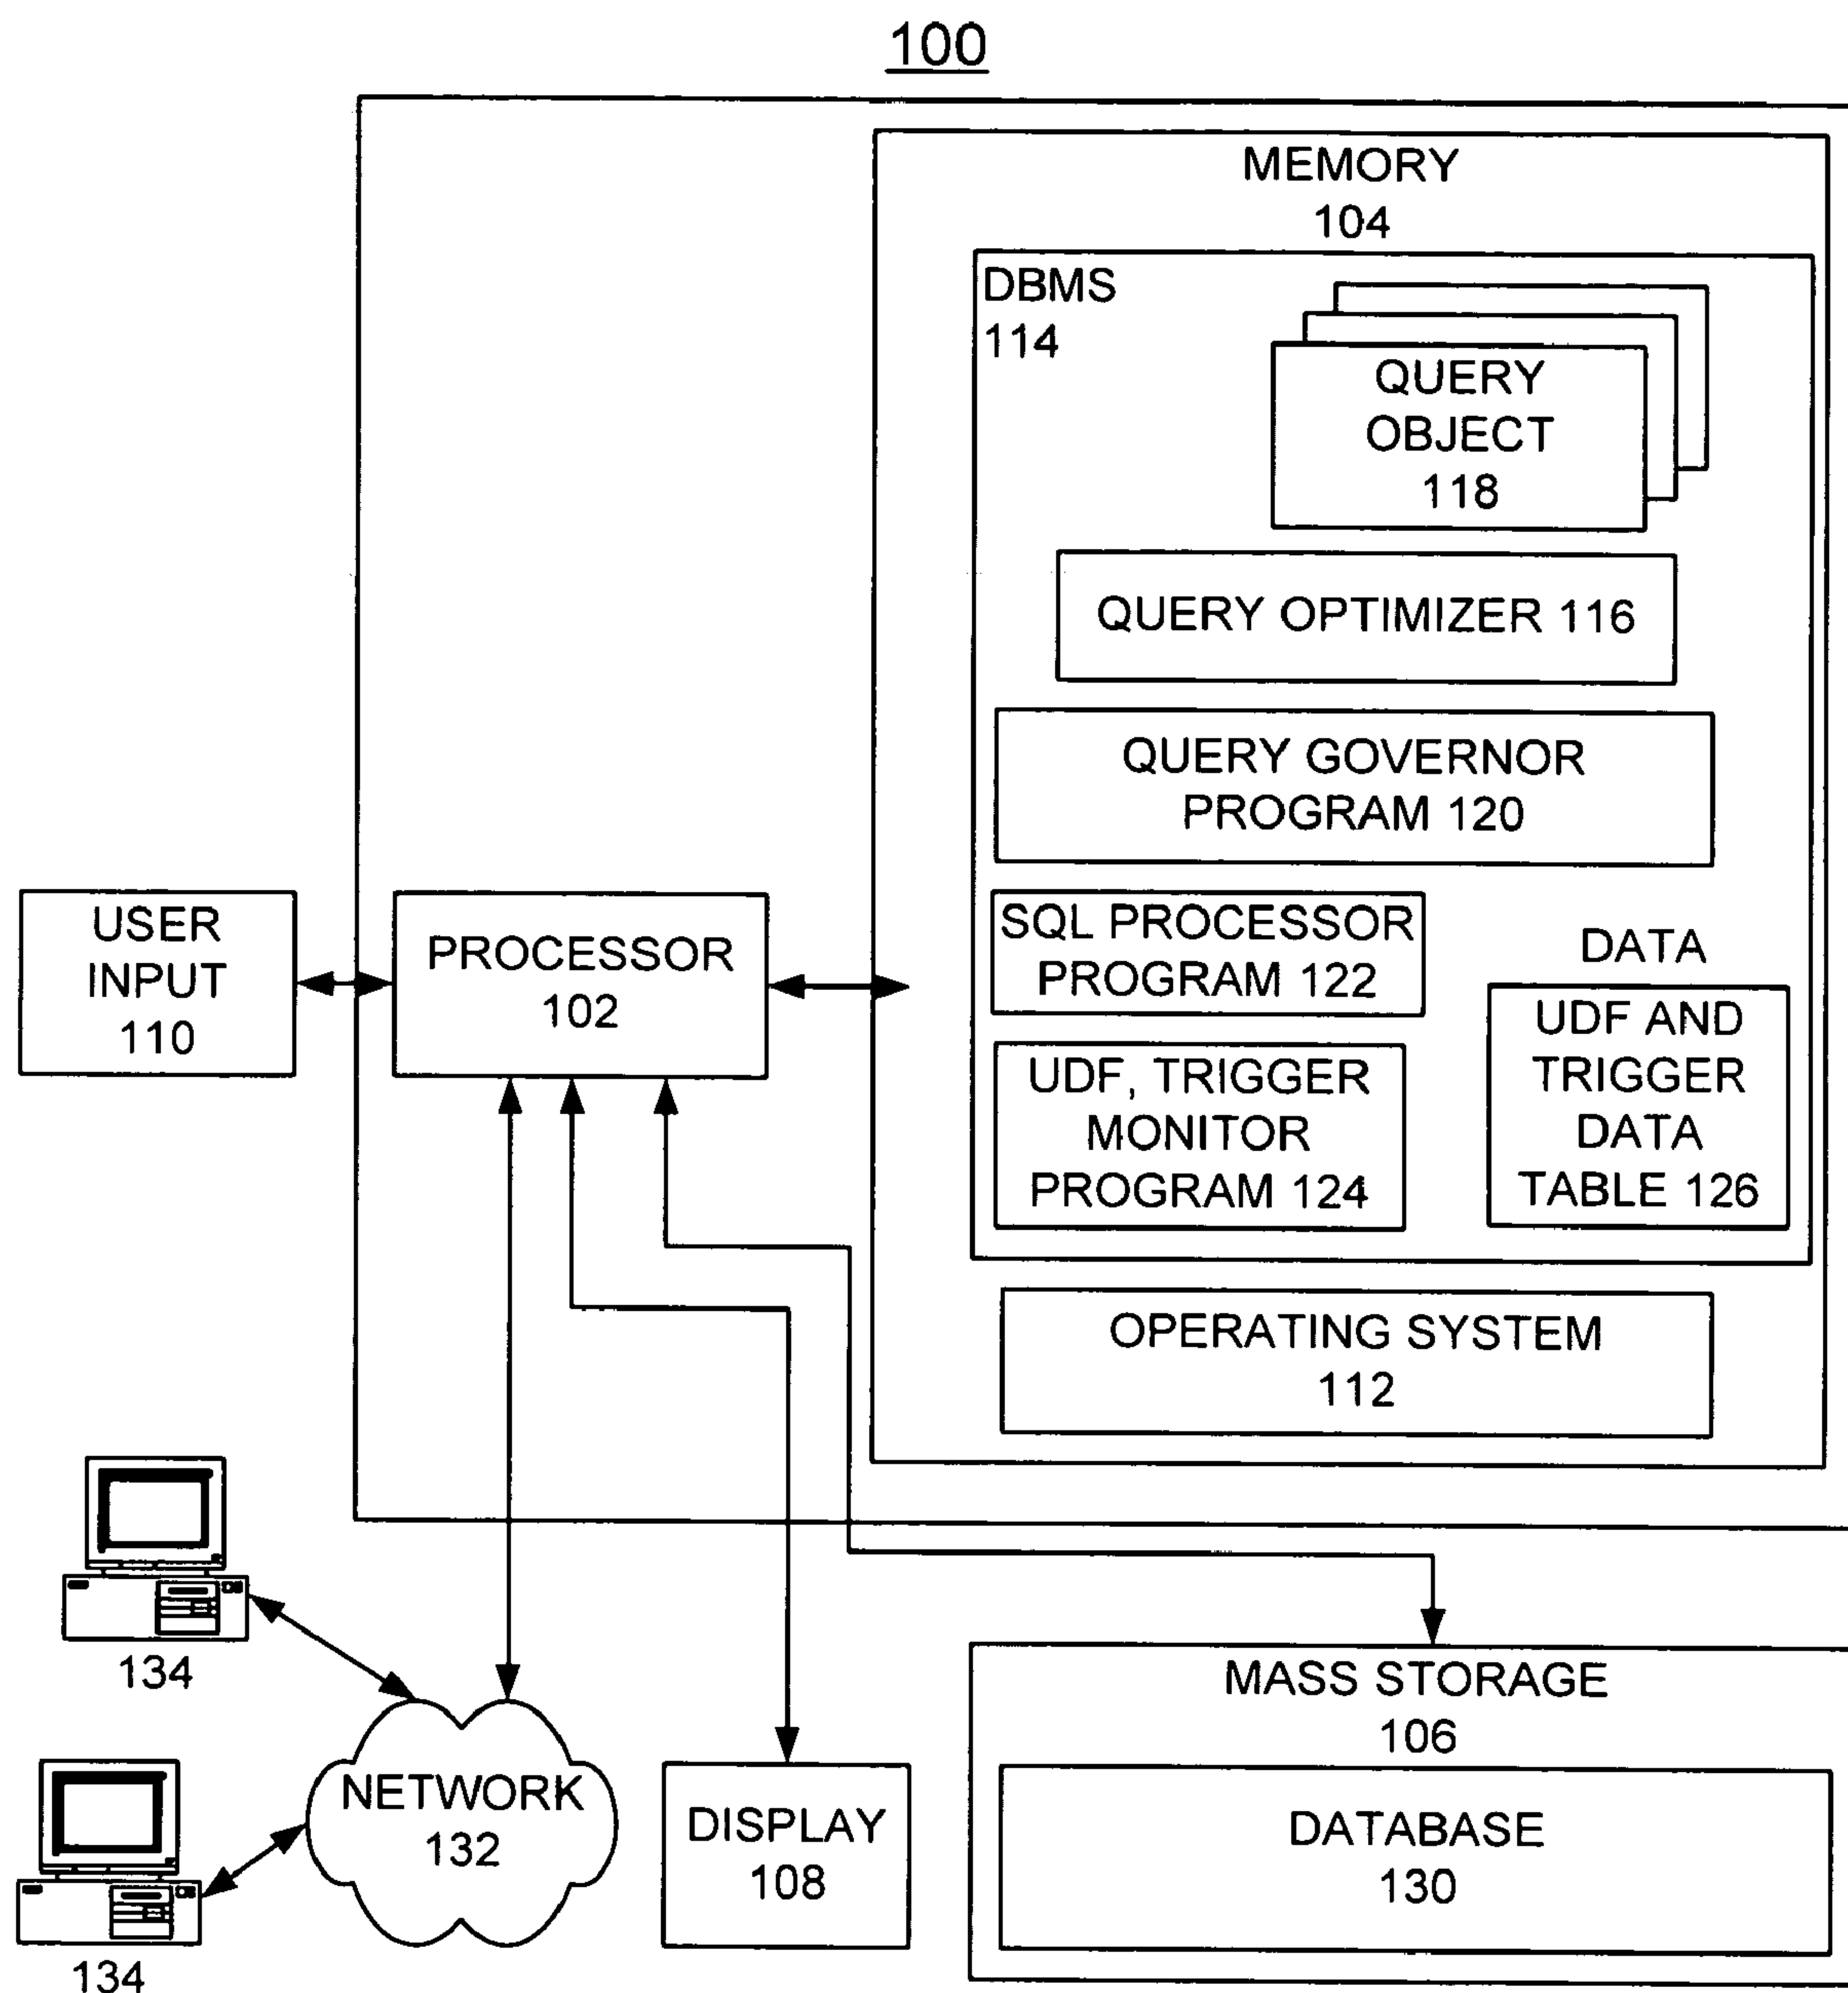 100
MEMORY
104
DBMS
114
QUERY
OBJECT
118
QUERY OPTIMIZER 116
QUERY GOVERNOR
PROGRAM 120
SQL PROCESSOR
PROGRAM 122
DATA
UDF AND
TRIGGER
DATA
TABLE 126
UDF, TRIGGER
MONITOR
PROGRAM 124
OPERATING SYSTEM
112
USER
INPUT
110
PROCESSOR
102
134
134
NETWORK
132
DISPLAY
108
MASS STORAGE
106
DATABASE
130